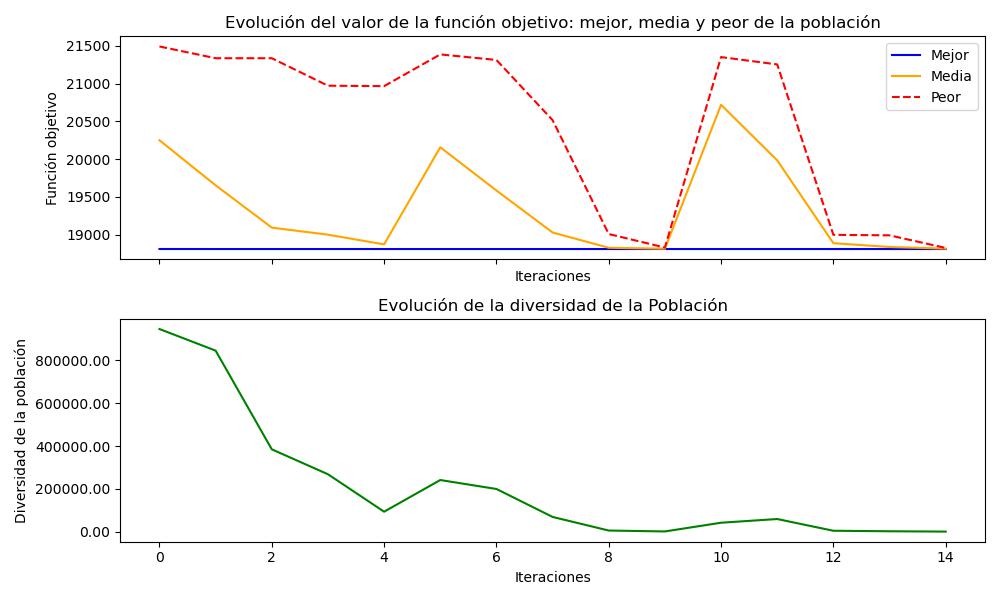 Evolución del valor de la función objetivo: mejor, media y peor de la población
Función objetivo
21500
21000
20500
20000
19500
19000
Mejor
Media
Peor
Iteraciones
Evolución de la diversidad de la Población
Diversidad de la población
800000.00
600000.00
400000.00
200000.00
0.00
0 2 4 6 8 10 12 14
Iteraciones